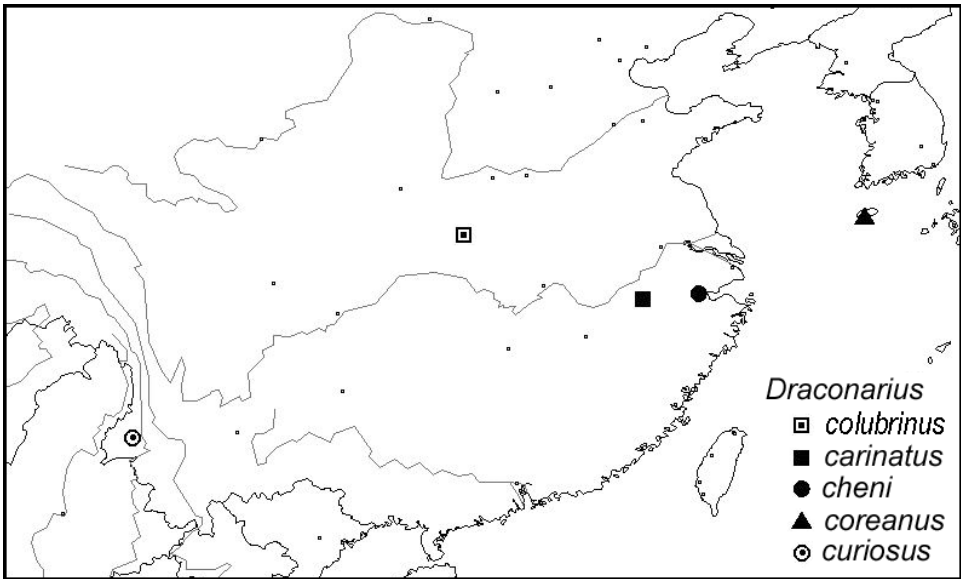 Draconarius
colubrinus
carinatus
cheni
coreanus
curiosus